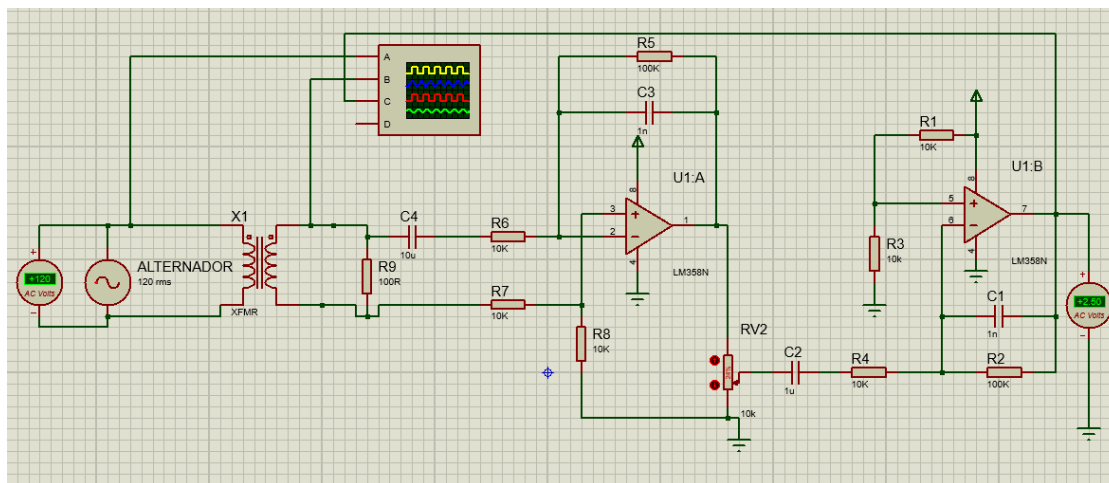 A
B
C
D
R5
100K
C3
1n
R1
10K
U1:A
U1:B
8
3
2
1
4
LM358N
8
5
6
7
4
LM358N
X1
XFMR
+120
AC Volts
ALTERNADOR
120 rms
C4
10u
R6
10K
R9
100R
R7
10K
R8
10K
R3
10k
C1
1n
+2.50
AC Volts
RV2
10k
C2
1u
R4
10K
R2
100K